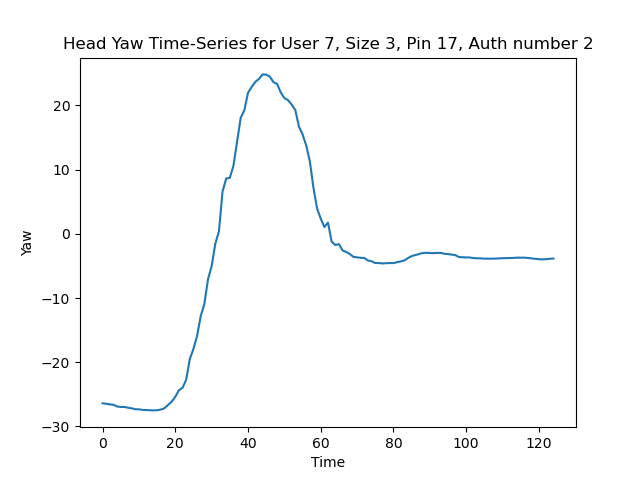 Head Yaw Time-Series for User 7, Size 3, Pin 17, Auth number 2
20
10
0
−10
−20
−30
Yaw
0 20 40 60 80 100 120
Time